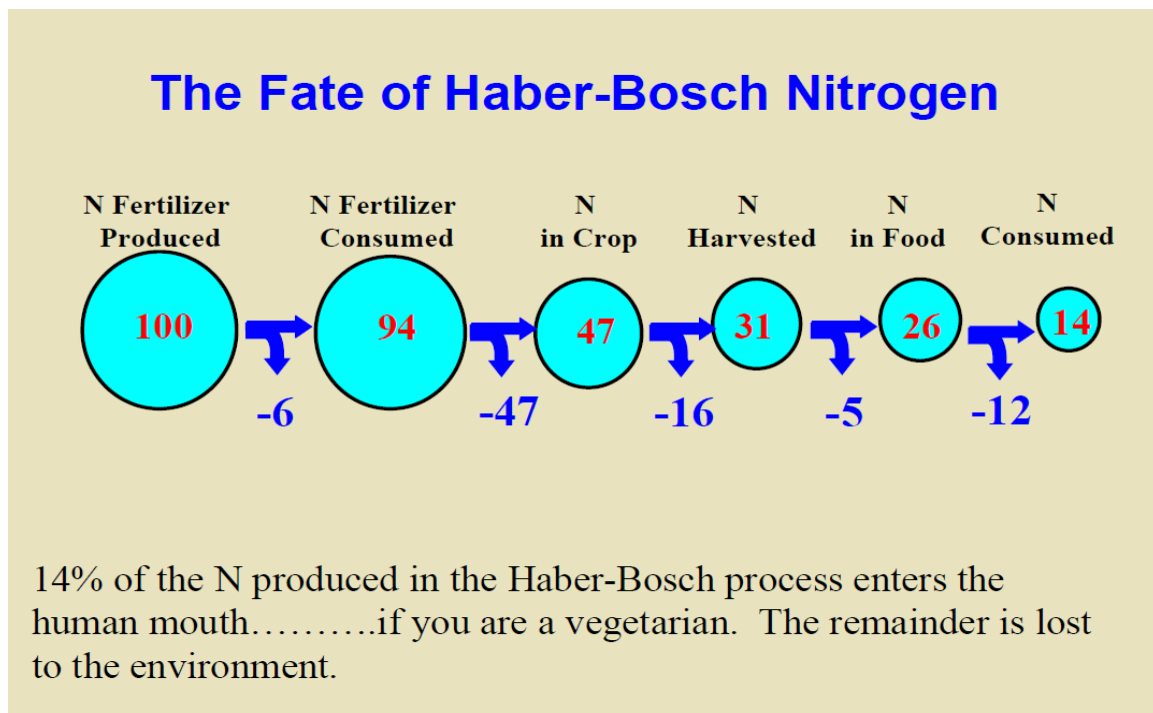 The Fate of Haber-Bosch Nitrogen
N Fertilizer
Produced
N Fertilizer
Consumed
N
in Crop
N
Harvested
N
in Food
N
Consumed
100
94
47
31
26
14
-6
-47
-16
-5
-12
14% of the N produced in the Haber-Bosch process enters the
human mouth……….if you are a vegetarian.  The remainder is lost
to the environment.